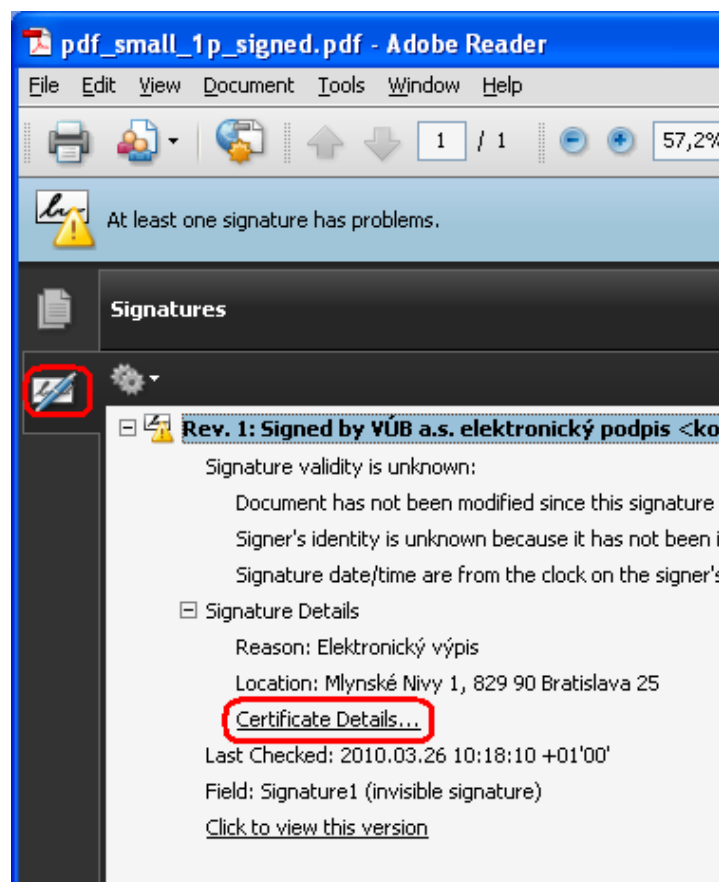 pdf_small_1p_signed.pdf - Adobe Reader
File Edit View Document Tools Window Help
1 / 1 57,2%
At least one signature has problems.
Signatures
Rev. 1: Signed by VÚB a.s. elektronický podpis <ko
Signature validity is unknown:
Document has not been modified since this signature
Signer's identity is unknown because it has not been i
Signature date/time are from the clock on the signer's
Signature Details
Reason: Elektronický výpis
Location: Mlynské Nivy 1, 829 90 Bratislava 25
Certificate Details...
Last Checked: 2010.03.26 10:18:10 +01'00'
Field: Signature1 (invisible signature)
Click to view this version